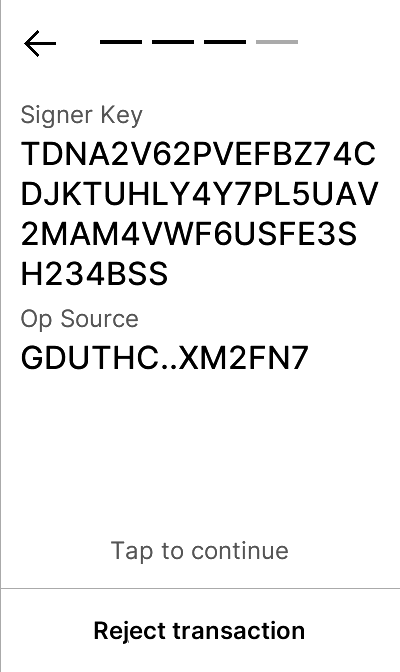 Signer Key
TDNA2V62PVEFBZ74C
DJKTUHLY4Y7PL5UAV
2MAM4VWF6USFE3S
H234BSS
Op Source
GDUTHC..XM2FN7
Tap to continue
Reject transaction